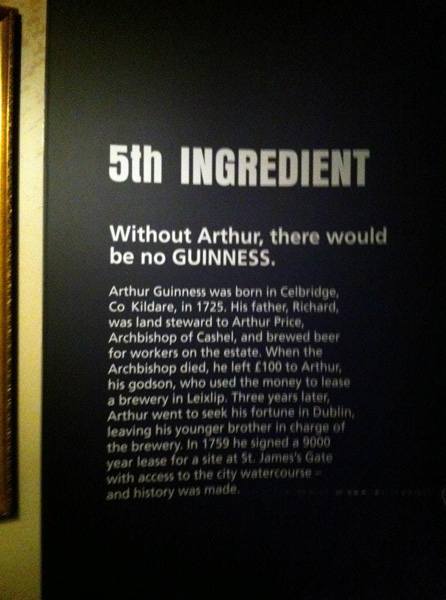 5th INGREDIENT
Without Arthur, there would
be no GUINNESS.
Arthur Guinness was born in Celbridge,
Co Kildare, in 1725. His father, Richard,
was land steward to Arthur Price,
Archbishop of Cashel, and brewed beer
for workers on the estate. When the
Archbishop died, he left £100 to Arthur,
his godson, who used the money to lease
a brewery in Leixlip. Three years later,
Arthur went to seek his fortune in Dublin,
leaving his younger brother in charge of
the brewery. In 1759 he signed a 9000
year lease for a site at St. James's Gate
with access to the city watercourse –
and history was made.